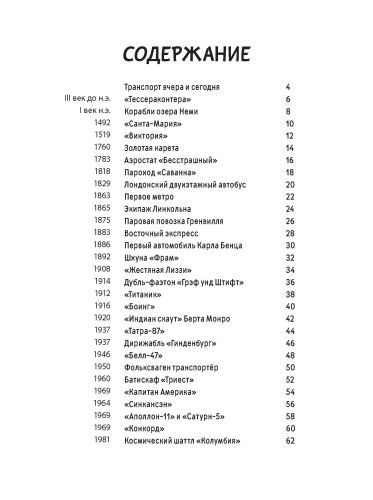 СОДЕРЖАНИЕ
Транспорт вчера и сегодня 4
III век до н.э. «Тессераконтера» 6
I век н.э. Корабли озера Неми 8
1492 «Санта-Мария» 10
1519 «Виктория» 12
1760 Золотая карета 14
1783 Аэростат «Бесстрашный» 16
1818 Пароход «Саванна» 18
1829 Лондонский двухэтажный автобус 20
1863 Первое метро 22
1865 Экипаж Линкольна 24
1875 Паровая повозка Гренвилля 26
1883 Восточный экспресс 28
1886 Первый автомобиль Карла Бенца 30
1892 Шхуна «Фрам» 32
1908 «Жестяная Лиззи» 34
1914 Дубль-фаэтон «Грэф унд Штифт» 36
1912 «Титаник» 38
1916 «Боинг» 40
1920 «Индиан скаут» Берта Монро 42
1937 «Татра-87» 44
1937 Дирижабль «Гинденбург» 46
1946 «Белл-47» 48
1950 Фольксваген транспортёр 50
1960 Батискаф «Триест» 52
1969 «Капитан Америка» 54
1964 «Синкансэн» 56
1969 «Аполлон-11» и «Сатурн-5» 58
1969 «Конкорд» 60
1981 Космический шаттл «Колумбия» 62